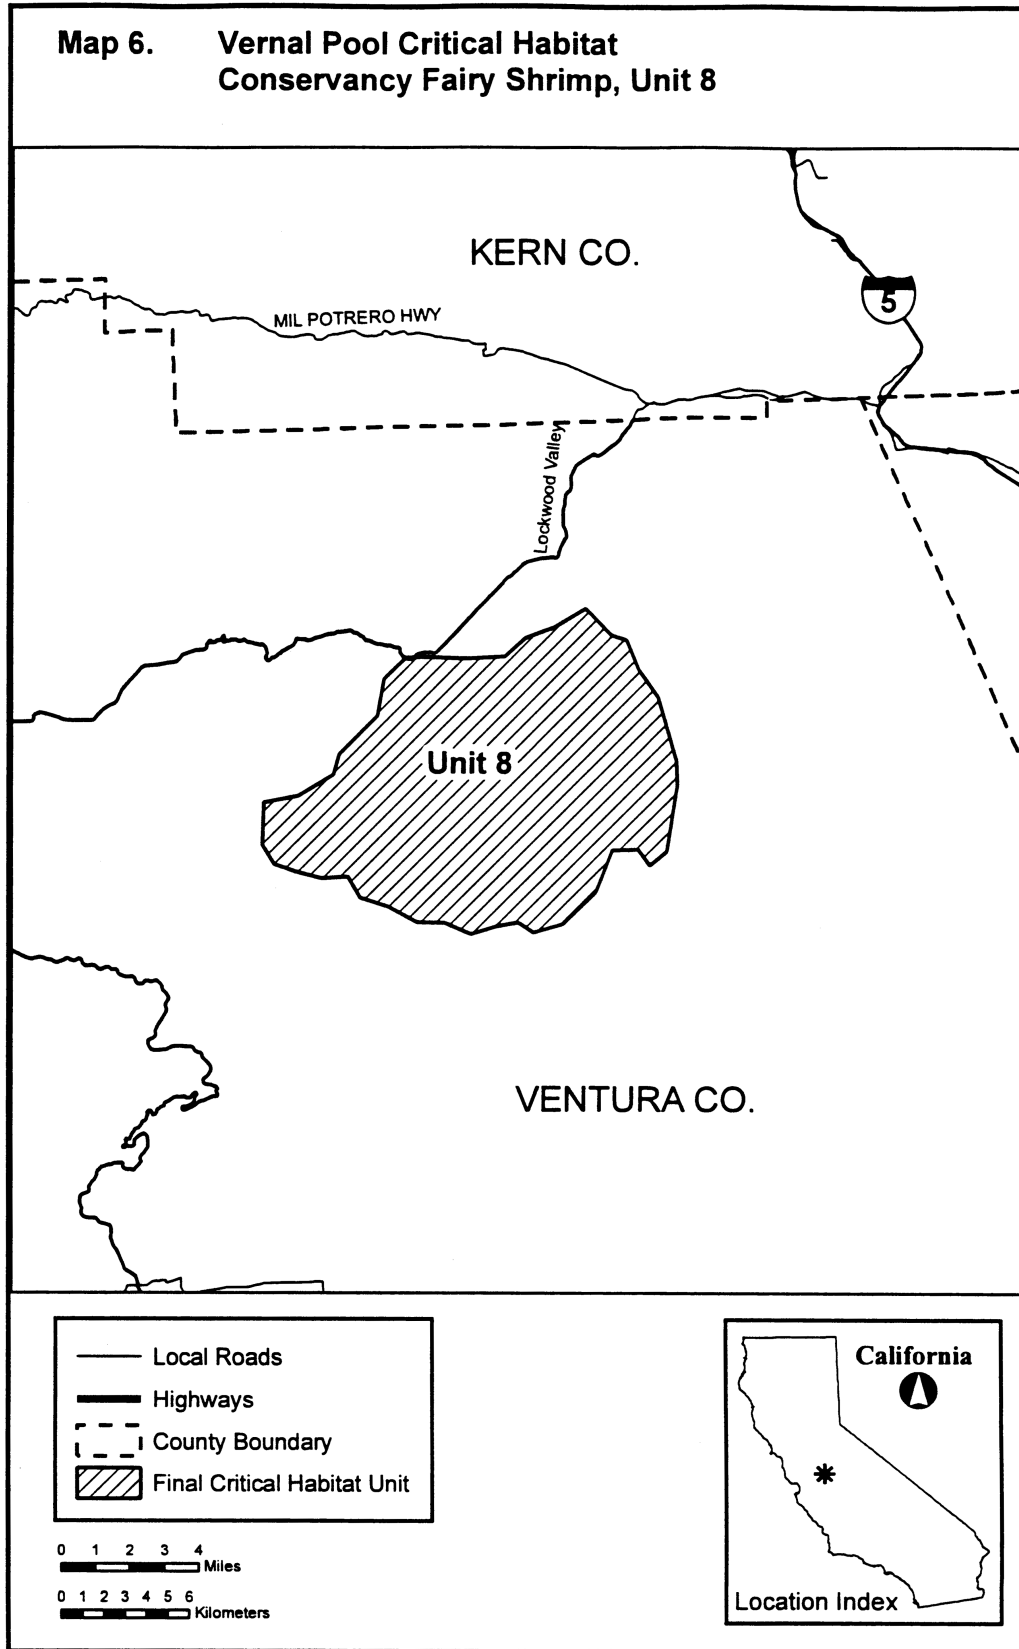 Map 6. Vernal Pool Critical Habitat
Conservancy Fairy Shrimp, Unit 8
KERN CO.
5
MIL POTRERO HWY
Lockwood Valley
Unit 8
VENTURA CO.
Local Roads
Highways
County Boundary
Final Critical Habitat Unit
0 1 2 3 4
Miles
0 1 2 3 4 5 6
Kilometers
California
Location Index